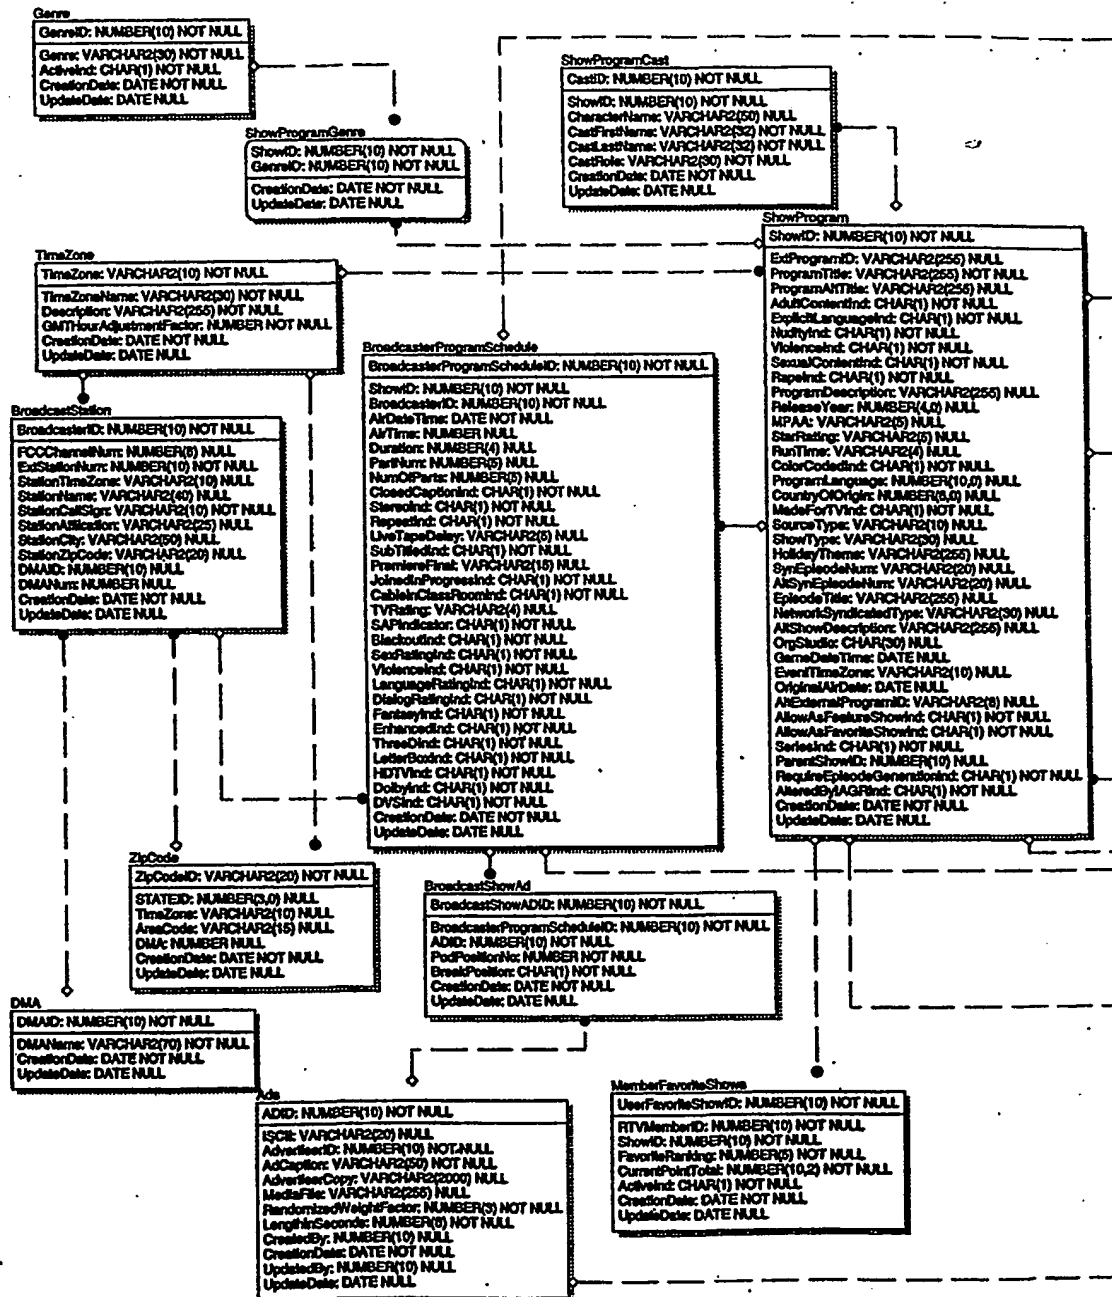 Genre
GenreID: NUMBER(10) NOT NULL
Genre: VARCHAR2(30) NOT NULL
ActiveInd: CHAR(1) NOT NULL
CreationDate: DATE NOT NULL
UpdateDate: DATE NULL
ShowProgramGenre
ShowID: NUMBER(10) NOT NULL
GenreID: NUMBER(10) NOT NULL
CreationDate: DATE NOT NULL
UpdateDate: DATE NULL
ShowProgramCast
CastID: NUMBER(10) NOT NULL
ShowID: NUMBER(10) NOT NULL
CharacterName: VARCHAR2(50) NOT NULL
CastFirstName: VARCHAR2(32) NOT NULL
CastLastName: VARCHAR2(32) NOT NULL
CastRole: VARCHAR2(30) NOT NULL
CreationDate: DATE NOT NULL
UpdateDate: DATE NULL
TimeZone
TimeZone: VARCHAR2(10) NOT NULL
TimeZoneName: VARCHAR2(30) NOT NULL
Description: VARCHAR2(255) NOT NULL
GMTHourAdjustmentFactor: NUMBER NOT NULL
CreationDate: DATE NOT NULL
UpdateDate: DATE NULL
BroadcastStation
BroadcasterID: NUMBER(10) NOT NULL
FCCChannelNum: NUMBER(5) NULL
ExtStationNum: NUMBER(10) NOT NULL
StationTimeZone: VARCHAR2(10) NULL
StationName: VARCHAR2(40) NULL
StationCallSign: VARCHAR2(10) NOT NULL
StationAffilcation: VARCHAR2(25) NULL
StationCity: VARCHAR2(50) NULL
StationZipCode: VARCHAR2(20) NULL
DMAID: NUMBER(10) NULL
DMANum: NUMBER NULL
CreationDate: DATE NOT NULL
UpdateDate: DATE NULL
BroadcasterProgramSchedule
BroadcasterProgramScheduleID: NUMBER(10) NOT NULL
ShowID: NUMBER(10) NOT NULL
BroadcasterID: NUMBER(10) NOT NULL
AirDateTime: DATE NOT NULL
AirTime: NUMBER NULL
Duration: NUMBER(4) NULL
PartNum: NUMBER(5) NULL
NumOfParts: NUMBER(5) NULL
ClosedCaptionInd: CHAR(1) NOT NULL
StereoInd: CHAR(1) NOT NULL
RepeatInd: CHAR(1) NOT NULL
LiveTapeDelay: VARCHAR2(5) NULL
SubTitledInd: CHAR(1) NOT NULL
PremiereFinal: VARCHAR2(15) NULL
JoinedInProgressInd: CHAR(1) NOT NULL
CableInClassRoomInd: CHAR(1) NOT NULL
TVRating: VARCHAR2(4) NULL
SAPIndicator: CHAR(1) NOT NULL
BlackoutInd: CHAR(1) NOT NULL
SexRatingInd: CHAR(1) NOT NULL
ViolenceInd: CHAR(1) NOT NULL
LanguageRatingInd: CHAR(1) NOT NULL
DialogRatingInd: CHAR(1) NOT NULL
FantasyInd: CHAR(1) NOT NULL
EnhancedInd: CHAR(1) NOT NULL
ThreeDInd: CHAR(1) NOT NULL
LetterBoxInd: CHAR(1) NOT NULL
HDTVInd: CHAR(1) NOT NULL
DolbyInd: CHAR(1) NOT NULL
DVSInd: CHAR(1) NOT NULL
CreationDate: DATE NOT NULL
UpdateDate: DATE NULL
ShowProgram
ShowID: NUMBER(10) NOT NULL
ExtProgramID: VARCHAR2(255) NULL
ProgramTitle: VARCHAR2(255) NOT NULL
ProgramAltTitle: VARCHAR2(255) NULL
AdultContentInd: CHAR(1) NOT NULL
ExplicitLanguageInd: CHAR(1) NOT NULL
NudityInd: CHAR(1) NOT NULL
ViolenceInd: CHAR(1) NOT NULL
SexualContentInd: CHAR(1) NOT NULL
RapeInd: CHAR(1) NOT NULL
ProgramDescription: VARCHAR2(255) NULL
ReleaseYear: NUMBER(4,0) NULL
MPAA: VARCHAR2(5) NULL
StarRating: VARCHAR2(5) NULL
RunTime: VARCHAR2(4) NULL
ColorCodedInd: CHAR(1) NOT NULL
ProgramLanguage: NUMBER(10,0) NULL
CountryOfOrigin: NUMBER(5,0) NULL
MadeForTVInd: CHAR(1) NOT NULL
SourceType: VARCHAR2(10) NULL
ShowType: VARCHAR2(30) NULL
HolidayTheme: VARCHAR2(255) NULL
SynEpisodeNum: VARCHAR2(20) NULL
AltSynEpisodeNum: VARCHAR2(20) NULL
EpisodeTitle: VARCHAR2(255) NULL
NetworkSyndicatedType: VARCHAR2(30) NULL
AltShowDescription: VARCHAR2(255) NULL
OrgStudio: CHAR(30) NULL
GameDateTime: DATE NULL
EventTimeZone: VARCHAR2(10) NULL
OriginalAirDate: DATE NULL
AltExternalProgramID: VARCHAR2(8) NULL
AllowAsFeatureShowInd: CHAR(1) NOT NULL
AllowAsFavoriteShowInd: CHAR(1) NOT NULL
SeriesInd: CHAR(1) NOT NULL
ParentShowID: NUMBER(10) NULL
RequireEpisodeGenerationInd: CHAR(1) NOT NULL
AlteredByIAGRInd: CHAR(1) NOT NULL
CreationDate: DATE NOT NULL
UpdateDate: DATE NULL
ZipCode
ZipCodeID: VARCHAR2(20) NOT NULL
STATEID: NUMBER(3,0) NULL
TimeZone: VARCHAR2(10) NULL
AreaCode: VARCHAR2(15) NULL
DMA: NUMBER NULL
CreationDate: DATE NOT NULL
UpdateDate: DATE NULL
BroadcastShowAd
BroadcastShowADID: NUMBER(10) NOT NULL
BroadcasterProgramScheduleID: NUMBER(10) NOT NULL
ADID: NUMBER(10) NOT NULL
PodPositionNo: NUMBER NOT NULL
BreakPosition: CHAR(1) NOT NULL
CreationDate: DATE NOT NULL
UpdateDate: DATE NULL
DMA
DMAID: NUMBER(10) NOT NULL
DMAName: VARCHAR2(70) NOT NULL
CreationDate: DATE NOT NULL
UpdateDate: DATE NULL
Ads
ADID: NUMBER(10) NOT NULL
ISCII: VARCHAR2(20) NULL
AdvertiserID: NUMBER(10) NOT NULL
AdCaption: VARCHAR2(50) NOT NULL
AdvertiserCopy: VARCHAR2(2000) NULL
MediaFile: VARCHAR2(255) NULL
RandomizedWeightFactor: NUMBER(3) NOT NULL
LengthInSeconds: NUMBER(5) NULL
CreatedBy: NUMBER(10) NULL
CreationDate: DATE NOT NULL
UpdatedBy: NUMBER(10) NULL
UpdateDate: DATE NULL
MemberFavoriteShows
UserFavoriteShowID: NUMBER(10) NOT NULL
RTVMemberID: NUMBER(10) NOT NULL
ShowID: NUMBER(10) NOT NULL
FavoriteRanking: NUMBER(5) NOT NULL
CurrentPointTotal: NUMBER(10,2) NOT NULL
ActiveInd: CHAR(1) NOT NULL
CreationDate: DATE NOT NULL
UpdateDate: DATE NULL